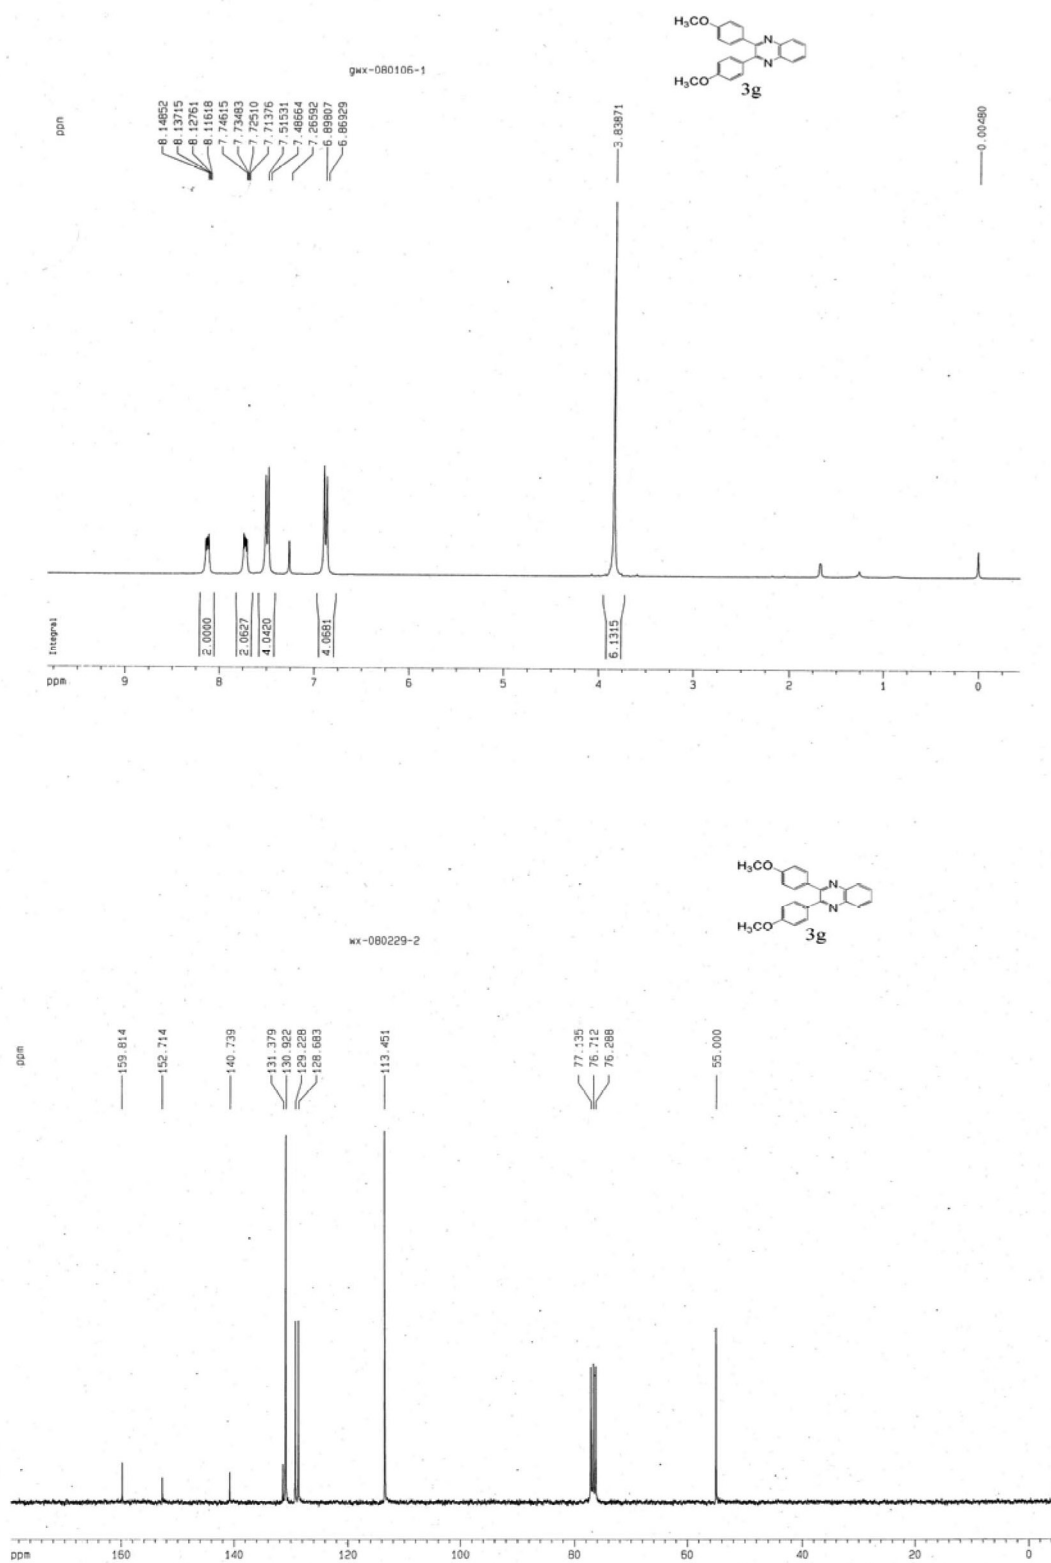 H₃CO
N
N
H₃CO
3g
gwx-080106-1
ppm
8.14852
8.13715
8.12761
8.11618
7.74615
7.73483
7.72510
7.71376
7.51531
7.48664
7.26592
6.89807
6.86929
3.83871
0.00480
Integral
2.0000
2.0627
4.0420
4.0681
6.1315
ppm 9 8 7 6 5 4 3 2 1 0
H₃CO
N
N
H₃CO
3g
wx-080229-2
ppm
159.814
152.714
140.739
131.379
130.922
129.228
128.683
113.451
77.135
76.712
76.288
55.000
ppm 160 140 120 100 80 60 40 20 0